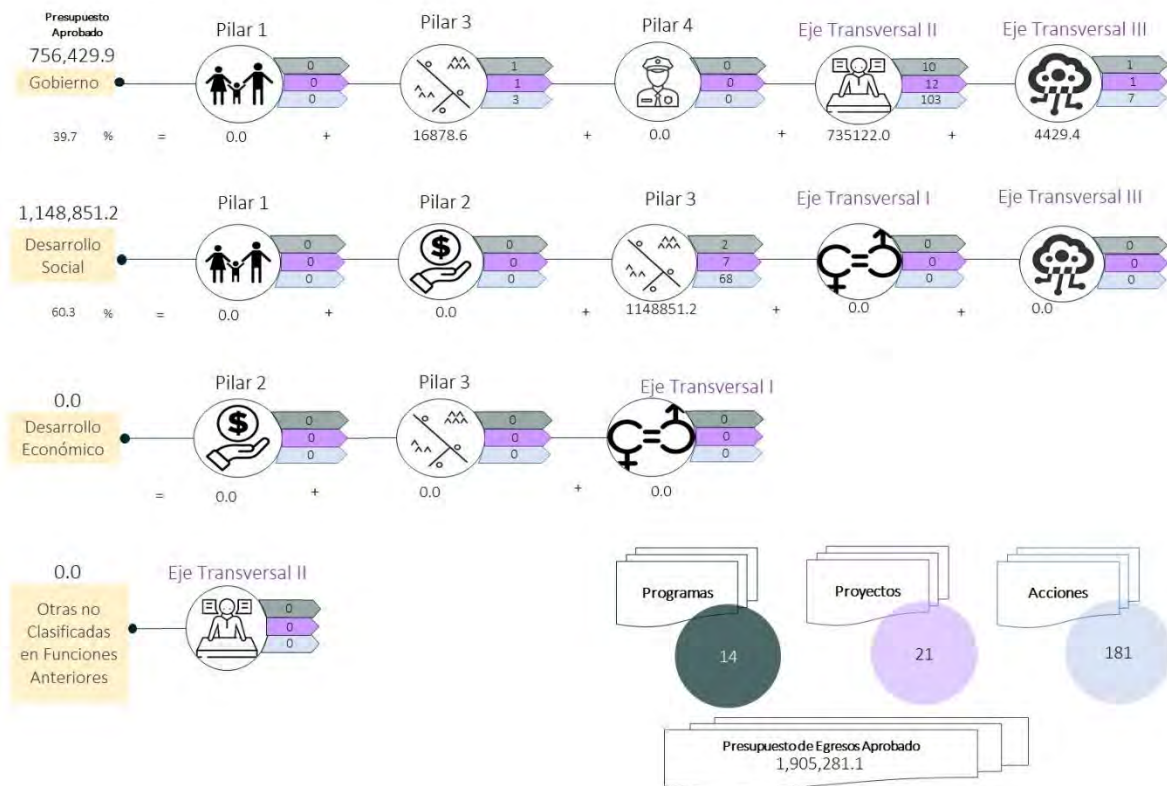 Presupuesto
Aprobado
756,429.9
Gobierno
39.7 % = 0.0 + 16878.6 + 0.0 + 735122.0 + 4429.4
Pilar 1
0
0
0
Pilar 3
1
1
3
Pilar 4
0
0
0
Eje Transversal II
10
12
103
Eje Transversal III
1
1
7
1,148,851.2
Desarrollo
Social
60.3 % = 0.0 + 0.0 + 1148851.2 + 0.0 + 0.0
Pilar 1
0
0
0
Pilar 2
$
0
0
0
Pilar 3
2
7
68
Eje Transversal I
0
0
0
Eje Transversal III
0
0
0
0.0
Desarrollo
Económico
= 0.0 + 0.0 + 0.0
Pilar 2
$
0
0
0
Pilar 3
0
0
0
Eje Transversal I
0
0
0
0.0
Otras no
Clasificadas
en Funciones
Anteriores
Eje Transversal II
0
0
0
Programas
14
Proyectos
21
Acciones
181
Presupuesto de Egresos Aprobado
1,905,281.1